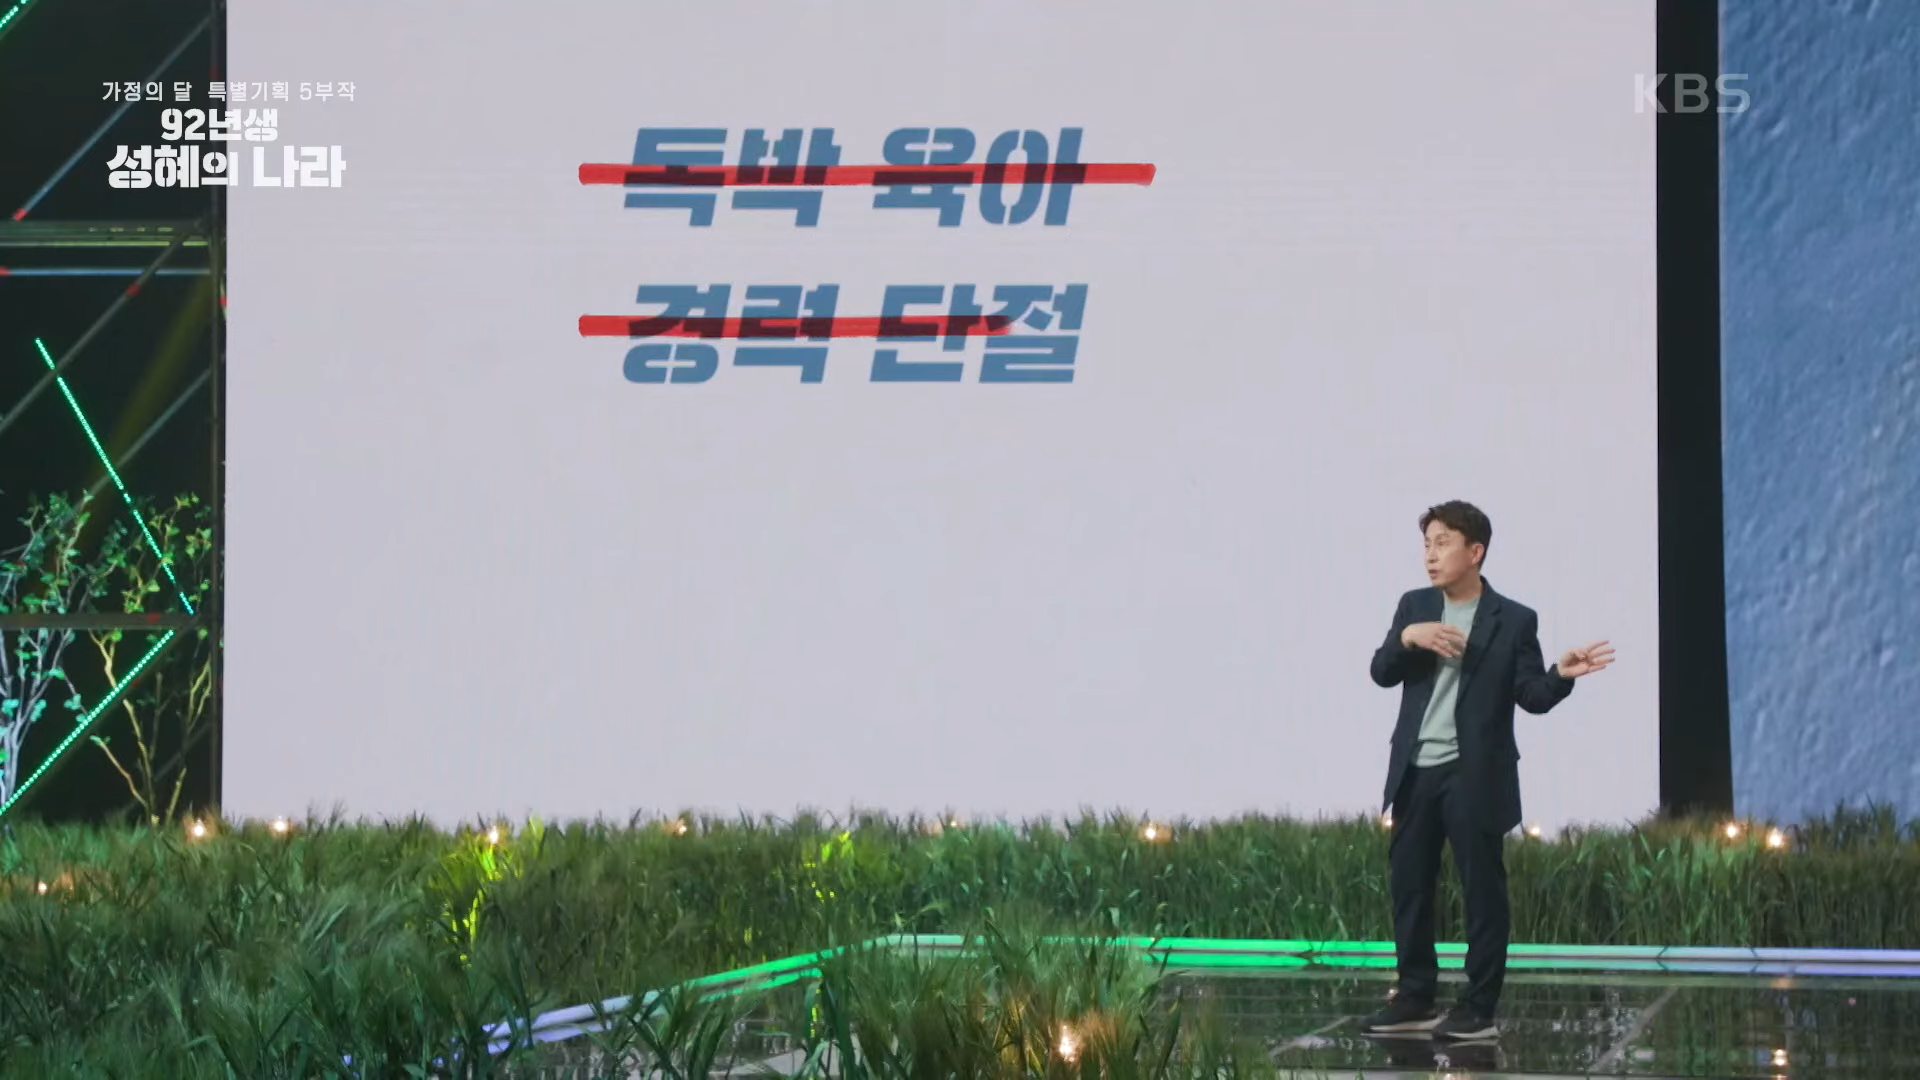 가정의 달 특별기획 5부작
92년생
성혜의 나라
KBS
독박 육아
경력 단절